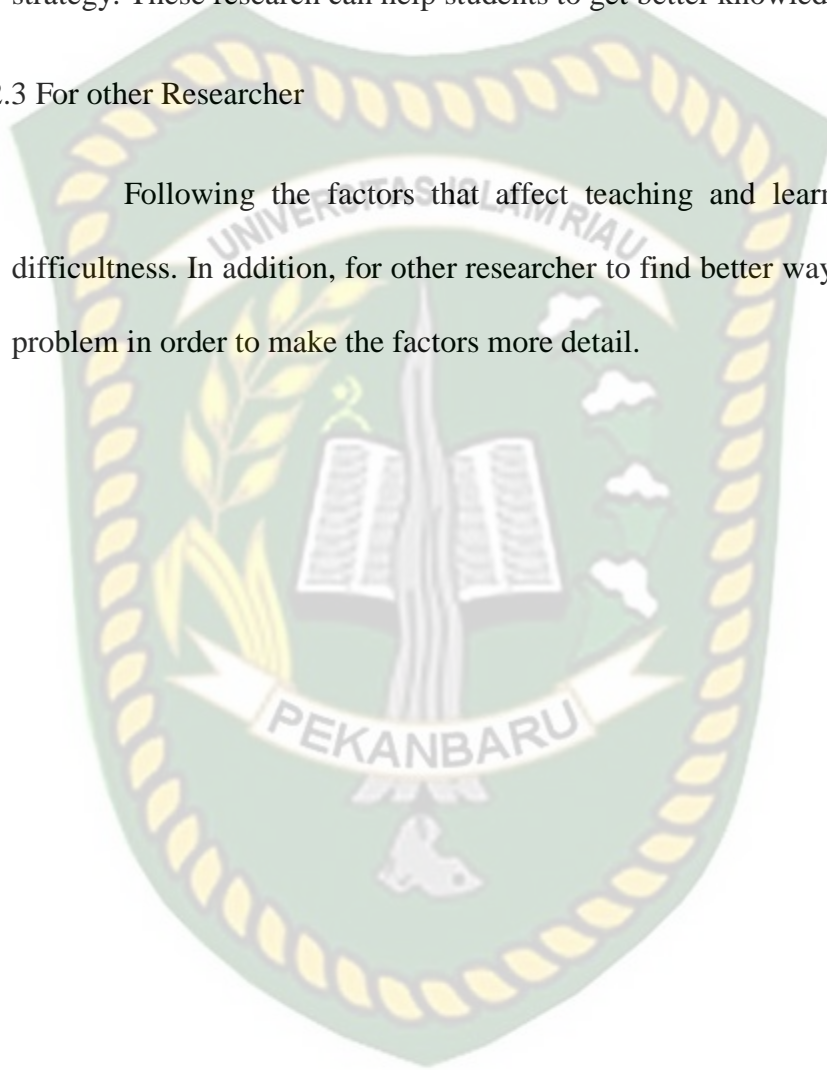 strategy. These research can help students to get better knowled
2.3 For other Researcher
Following the factors that affect teaching and learn
UNIVERSITAS ISLAM RIAU
difficultness. In addition, for other researcher to find better way
problem in order to make the factors more detail.
PEKANBARU